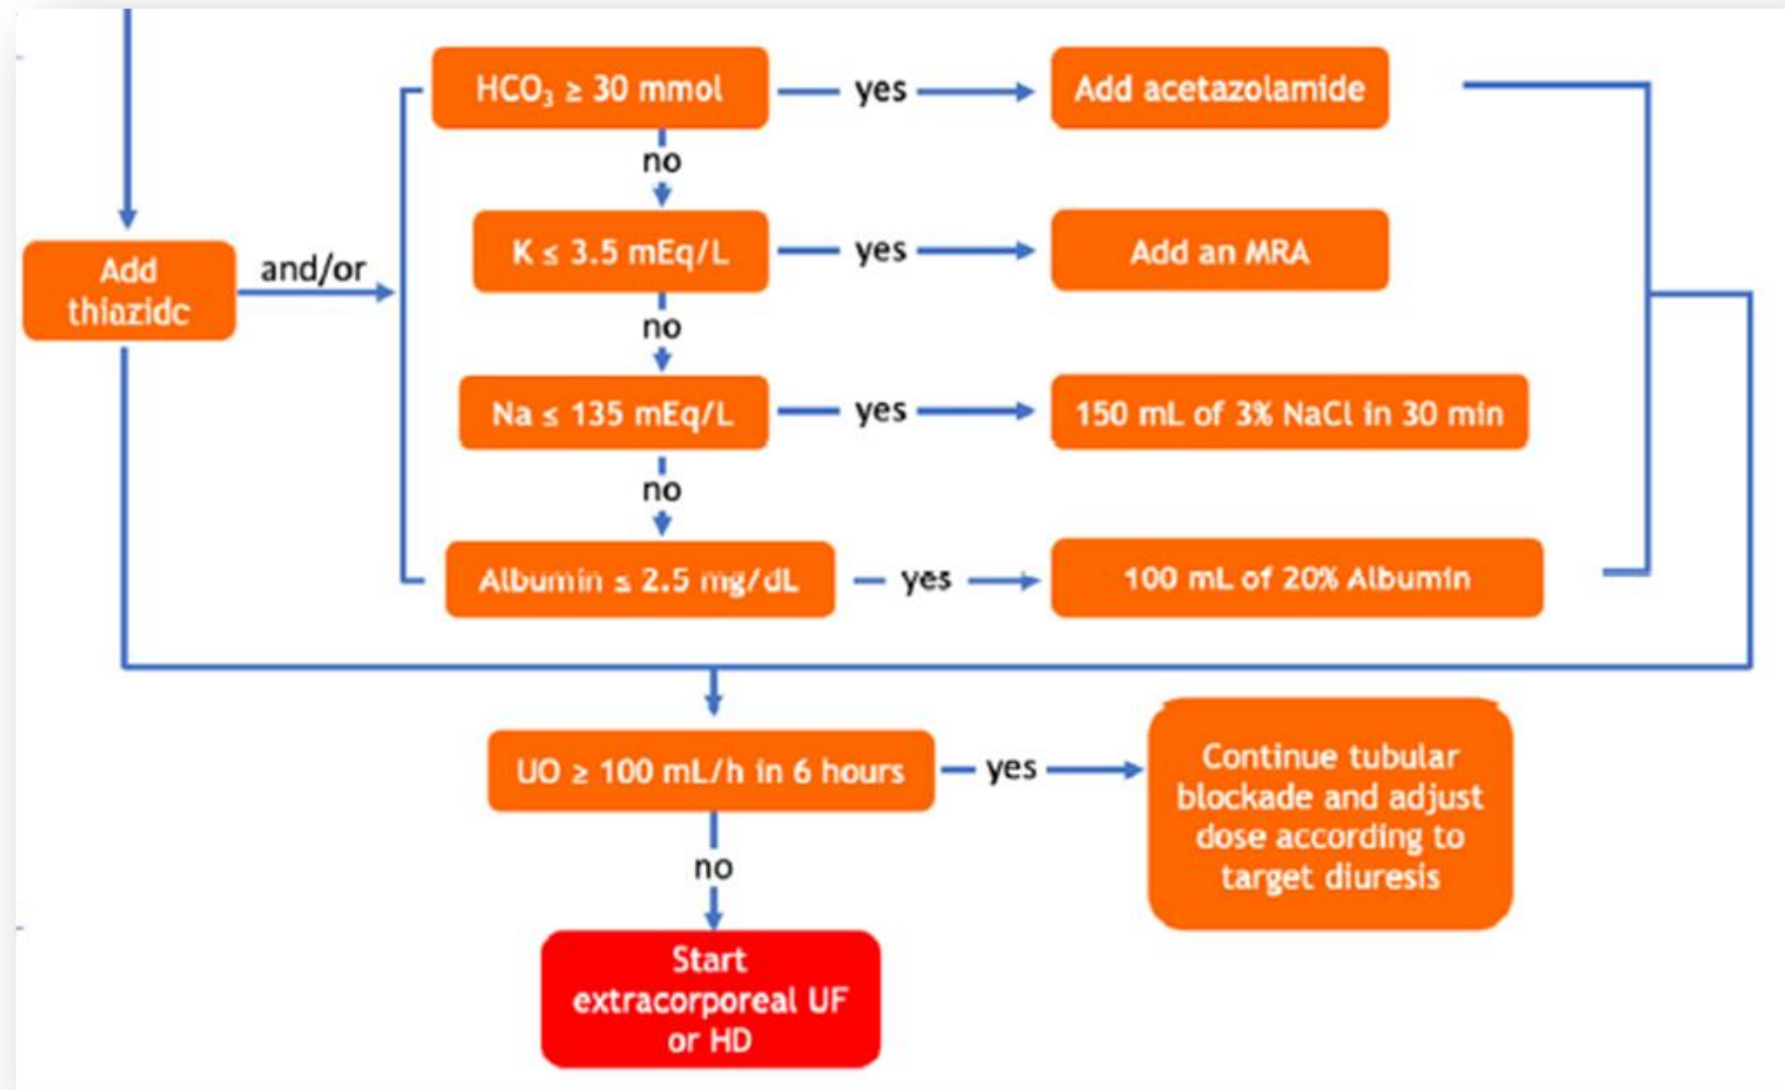 HCO₃ ≥ 30 mmol
yes
Add acetazolamide
no
K ≤ 3.5 mEq/L
yes
Add an MRA
Add
thiazidc
and/or
no
Na ≤ 135 mEq/L
yes
150 mL of 3% NaCl in 30 min
no
Albumin ≤ 2.5 mg/dL
yes
100 mL of 20% Albumin
UO ≥ 100 mL/h in 6 hours
yes
Continue tubular
blockade and adjust
dose according to
target diuresis
no
Start
extracorporeal UF
or HD